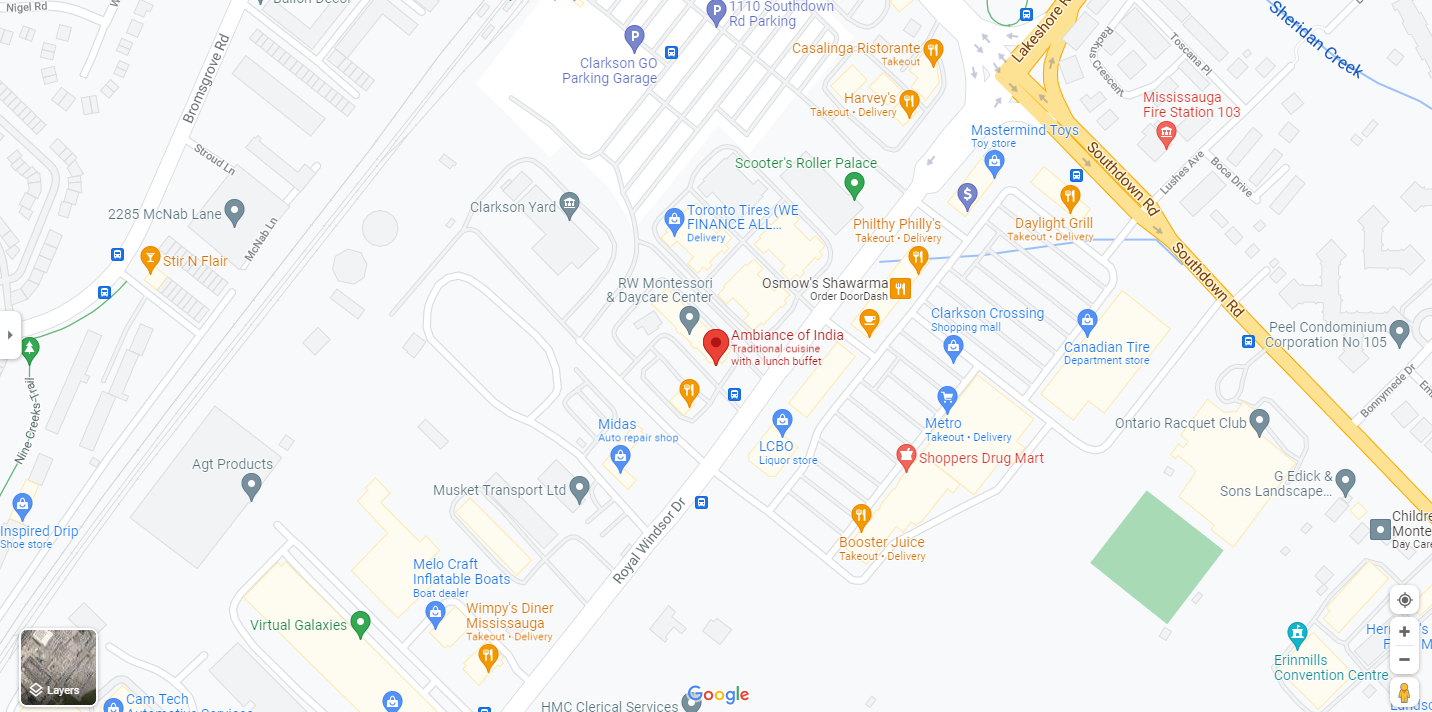 Nigel Rd
Ballon Decor
1110 Southdown
Rd Parking
Clarkson GO
Parking Garage
Casalinga Ristorante
Takeout
Lakeshore R
Sheridan Creek
Toscana Pl
Rackus Crescent
Bromsgrove Rd
Harvey's
Takeout • Delivery
Mississauga
Fire Station 103
Mastermind Toys
Toy store
Stroud Ln
Scooter's Roller Palace
Southdown Rd
Lushes Ave
Boca Drive
2285 McNab Lane
McNab Ln
Clarkson Yard
Toronto Tires (WE
FINANCE ALL...
Delivery
Philthy Philly's
Takeout • Delivery
Daylight Grill
Takeout • Delivery
Stir N Flair
Southdown Rd
RW Montessori
& Daycare Center
Osmow's Shawarma
Order DoorDash
Clarkson Crossing
Shopping mall
Ambiance of India
Traditional cuisine
with a lunch buffet
Canadian Tire
Department store
Peel Condominium
Corporation No 105
Bonnymede Dr
Nine Creeks Trail
Midas
Auto repair shop
LCBO
Liquor store
Metro
Takeout • Delivery
Ontario Racquet Club
Shoppers Drug Mart
Agt Products
Musket Transport Ltd
G Edick &
Sons Landscape...
Royal Windsor Dr
Inspired Drip
Shoe store
Booster Juice
Takeout • Delivery
Childre
Monte
Day Care
Melo Craft
Inflatable Boats
Boat dealer
Wimpy's Diner
Mississauga
Takeout • Delivery
Virtual Galaxies
Erinmills
Convention Centre
Layers
Cam Tech
Automotive Services
HMC Clerical Services
Google